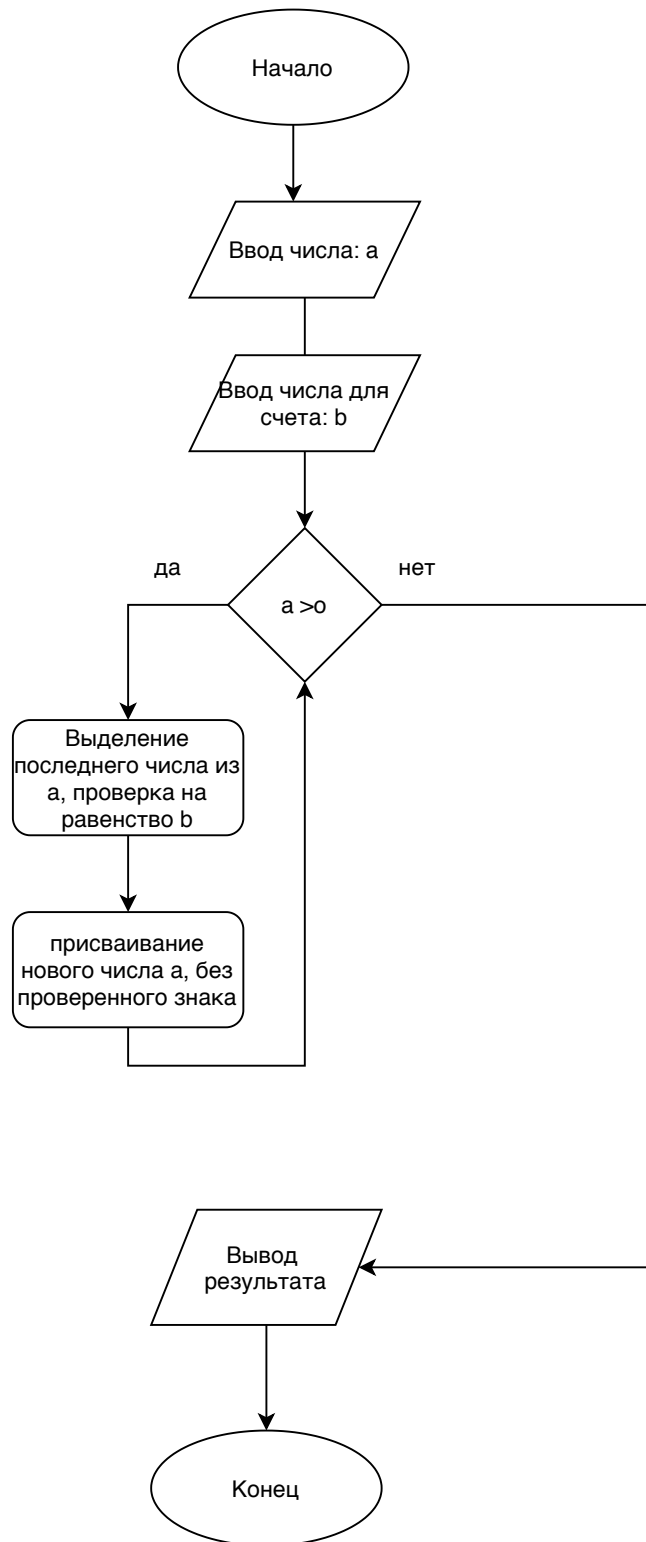 Начало
Ввод числа: a
Ввод числа для
счета: b
да
нет
a >o
Выделение
последнего числа из
a, проверка на
равенство b
присваивание
нового числа a, без
проверенного знака
Вывод
результата
Конец